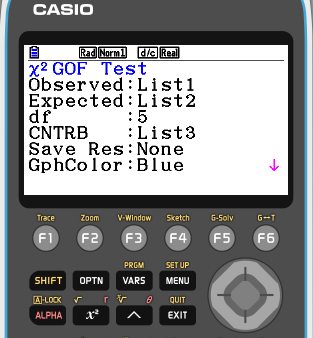 CASIO
Rad Norm1 d/c Real
χ² GOF Test
Observed:List1
Expected:List2
df      :5
CNTRB   :List3
Save Res:None
GphColor:Blue ↓
Trace Zoom V-Window Sketch G-Solv G↔T
F1 F2 F3 F4 F5 F6
PRGM SET UP
SHIFT OPTN VARS MENU
A-LOCK √ r ˣ√ θ QUIT
ALPHA x² ^ EXIT